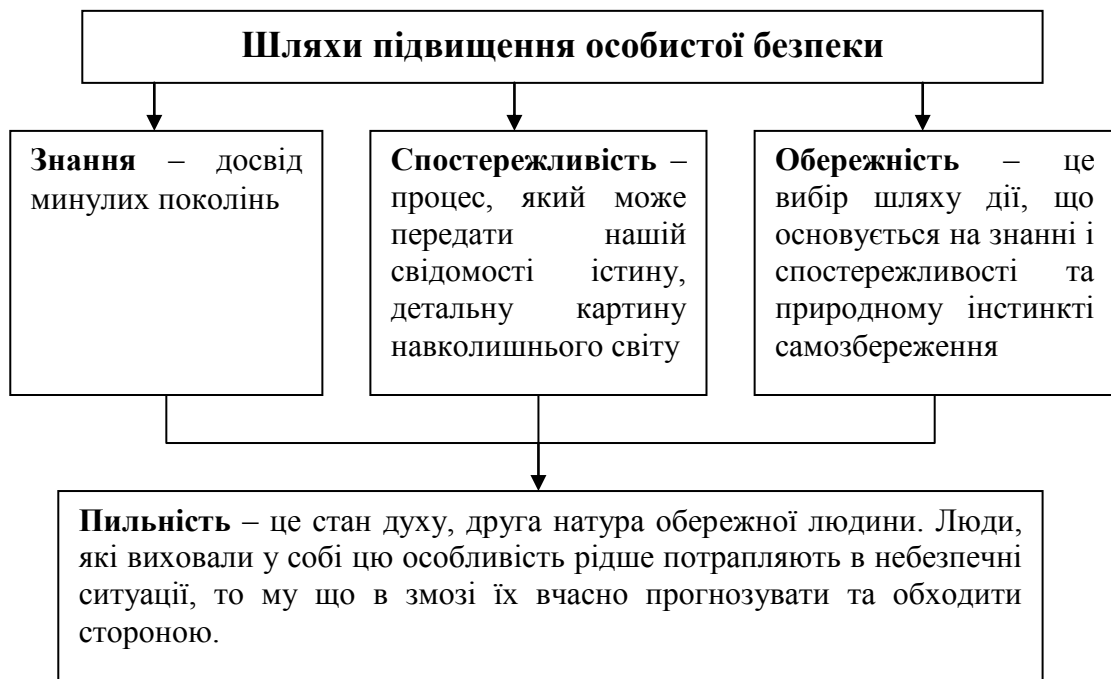 Шляхи підвищення особистої безпеки
Знання – досвід
минулих поколінь
Спостережливість –
процес, який може
передати нашій
свідомості істину,
детальну картину
навколишнього світу
Обережність – це
вибір шляху дії, що
основується на знанні і
спостережливості та
природному інстинкті
самозбереження
Пильність – це стан духу, друга натура обережної людини. Люди,
які виховали у собі цю особливість рідше потрапляють в небезпечні
ситуації, то му що в змозі їх вчасно прогнозувати та обходити
стороною.